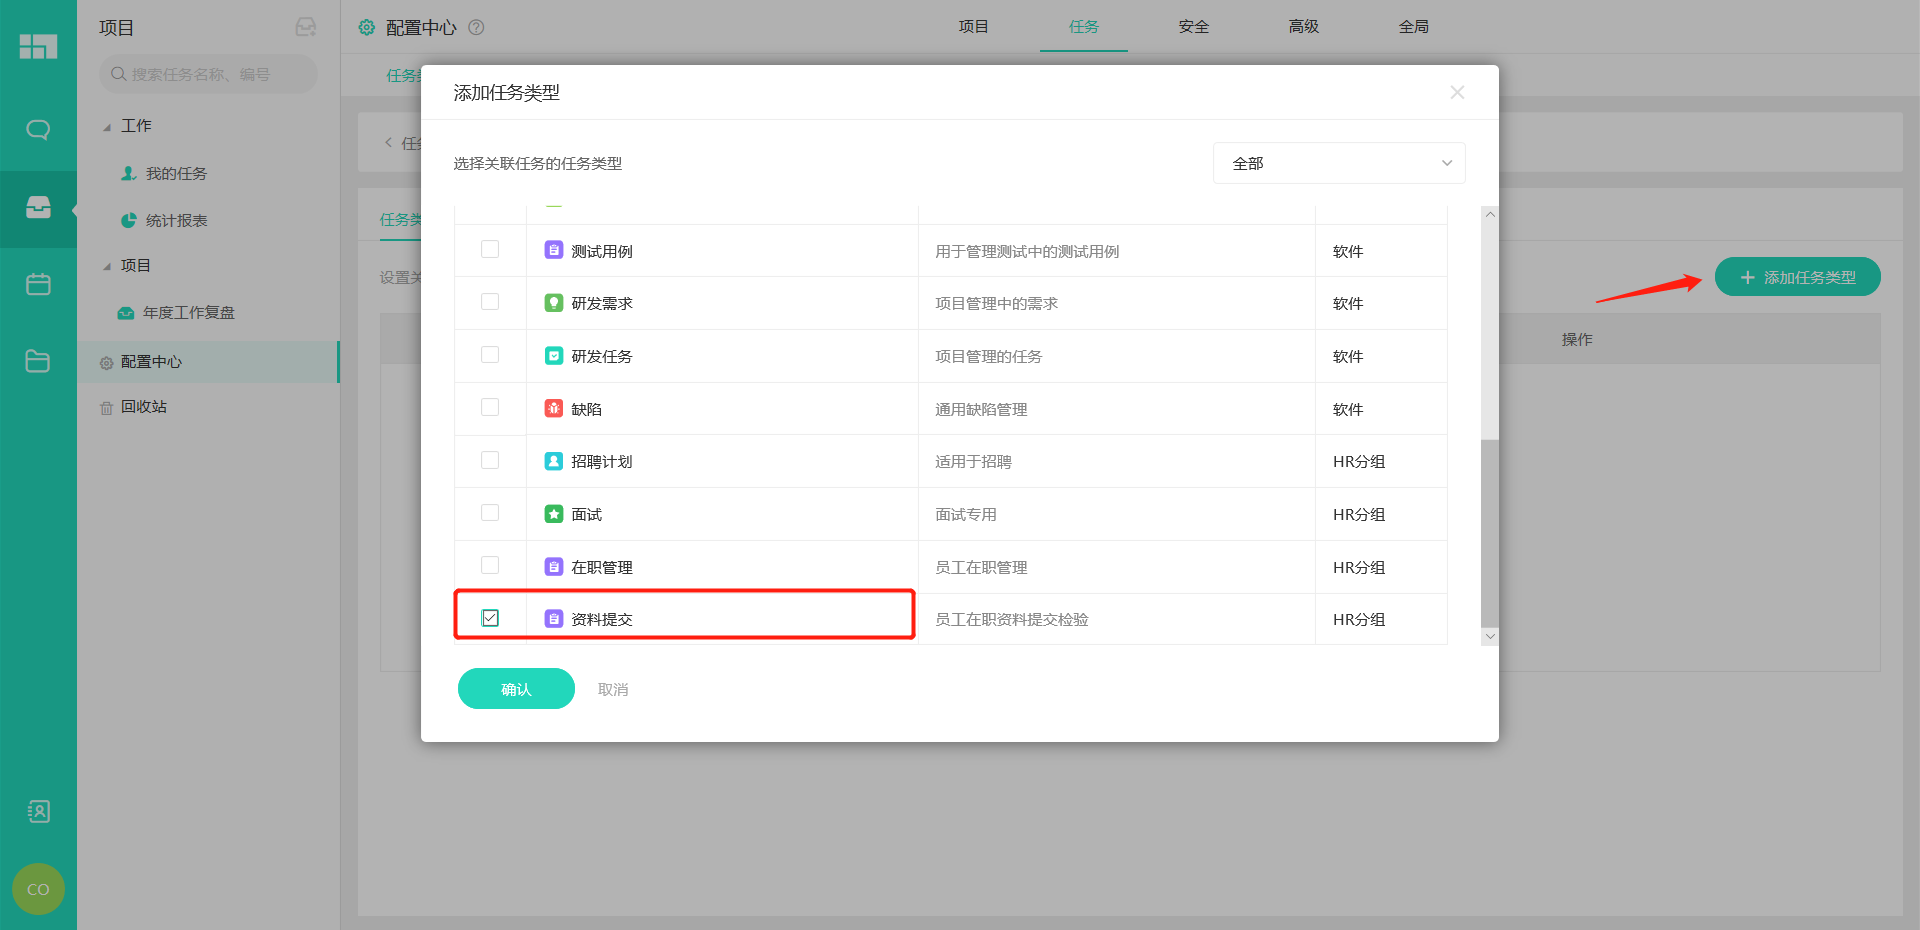 项目
搜索任务名称、编号
工作
我的任务
统计报表
项目
年度工作复盘
配置中心
回收站
CO
配置中心
项目
任务
安全
高级
全局
任务
添加任务类型
选择关联任务的任务类型
全部
任务类
设置关
添加任务类型
操作
测试用例 用于管理测试中的测试用例 软件
研发需求 项目管理中的需求 软件
研发任务 项目管理的任务 软件
缺陷 通用缺陷管理 软件
招聘计划 适用于招聘 HR分组
面试 面试专用 HR分组
在职管理 员工在职管理 HR分组
资料提交 员工在职资料提交检验 HR分组
确认
取消